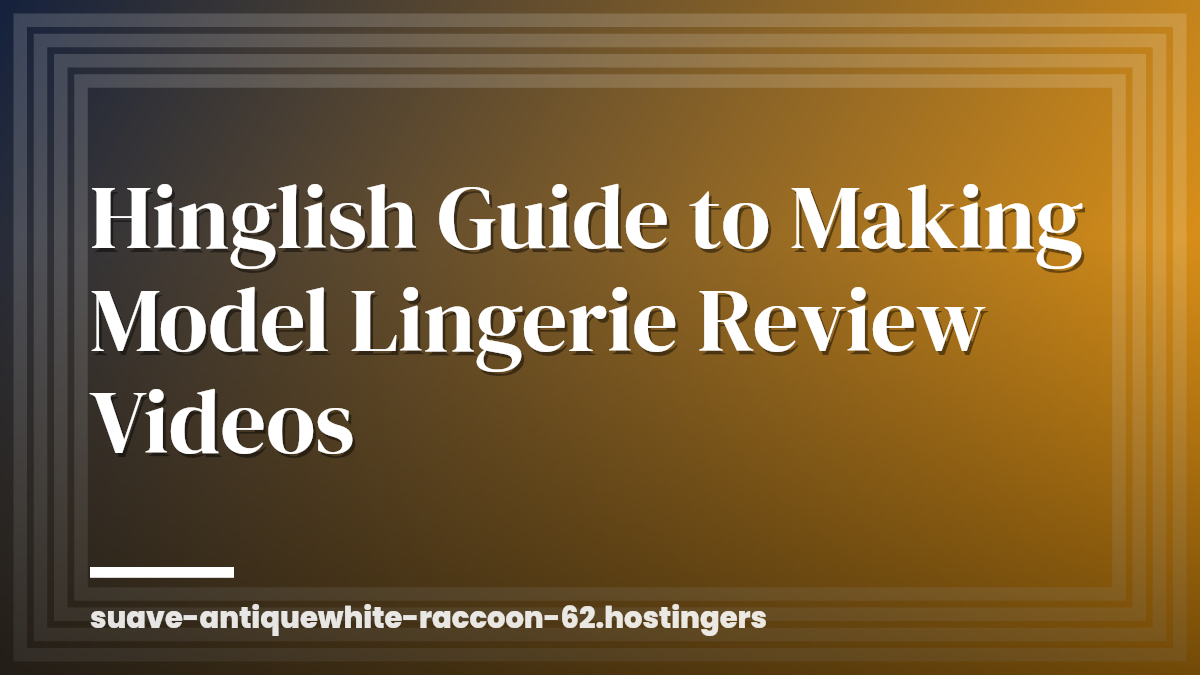 Hinglish Guide to Making
Model Lingerie Review
Videos
suave-antiquewhite-raccoon-62.hostingers